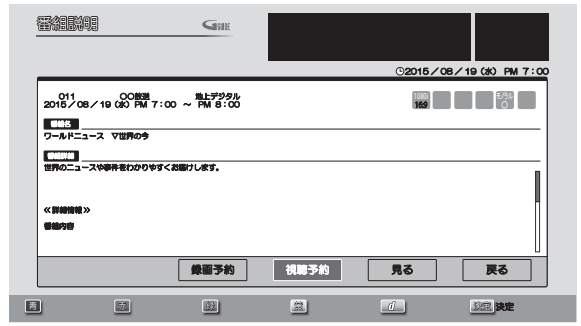 番組説明
G GUIDE
2015／08／19 (水) PM 7：00
011 〇〇放送 地上デジタル
2015／08／19 (水) PM 7：00 ～ PM 8：00
1080i
16:9
番組名
ワールドニュース ▽世界の今
番組詳細
世界のニュースや事件をわかりやすくお届けします。
≪詳細情報≫
番組内容
録画予約 視聴予約 見る 戻る
青 赤 緑 黄 d 決定 決定